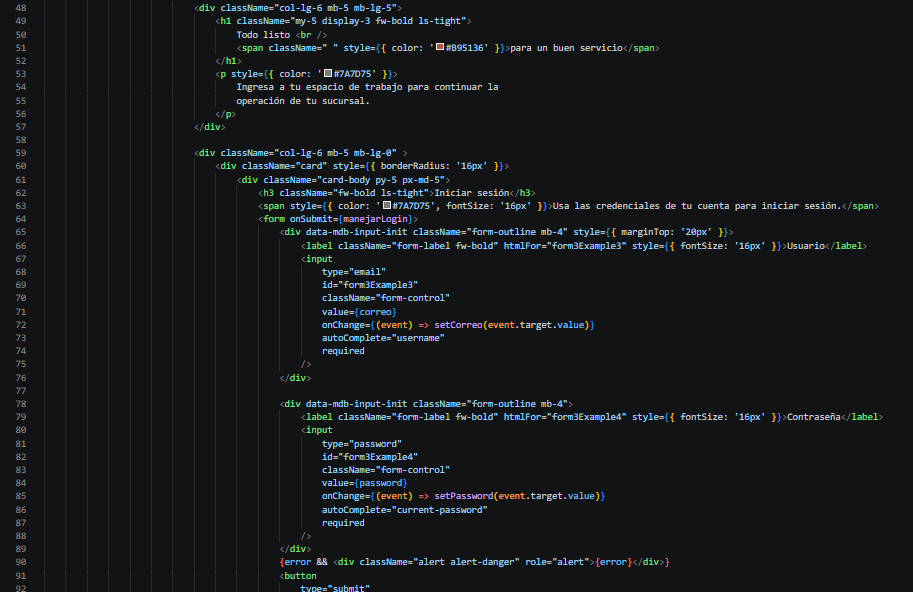 48 <div className="col-lg-6 mb-5 mb-lg-5">
49 <h1 className="my-5 display-3 fw-bold ls-tight">
50 Todo listo <br />
51 <span className=" " style={{ color: '#B95136' }}>para un buen servicio</span>
52 </h1>
53 <p style={{ color: '#7A7D75' }}>
54 Ingresa a tu espacio de trabajo para continuar la
55 operación de tu sucursal.
56 </p>
57 </div>
58
59 <div className="col-lg-6 mb-5 mb-lg-0" >
60 <div className="card" style={{ borderRadius: '16px' }}>
61 <div className="card-body py-5 px-md-5">
62 <h3 className="fw-bold ls-tight">Iniciar sesión</h3>
63 <span style={{ color: '#7A7D75', fontSize: '16px' }}>Usa las credenciales de tu cuenta para iniciar sesión.</span>
64 <form onSubmit={manejarLogin}>
65 <div data-mdb-input-init className="form-outline mb-4" style={{ marginTop: '20px' }}>
66 <label className="form-label fw-bold" htmlFor="form3Example3" style={{ fontSize: '16px' }}>Usuario</label>
67 <input
68 type="email"
69 id="form3Example3"
70 className="form-control"
71 value={correo}
72 onChange={(event) => setCorreo(event.target.value)}
73 autoComplete="username"
74 required
75 />
76 </div>
77
78 <div data-mdb-input-init className="form-outline mb-4">
79 <label className="form-label fw-bold" htmlFor="form3Example4" style={{ fontSize: '16px' }}>Contraseña</label>
80 <input
81 type="password"
82 id="form3Example4"
83 className="form-control"
84 value={password}
85 onChange={(event) => setPassword(event.target.value)}
86 autoComplete="current-password"
87 required
88 />
89 </div>
90 {error && <div className="alert alert-danger" role="alert">{error}</div>}
91 <button
92 type="submit"